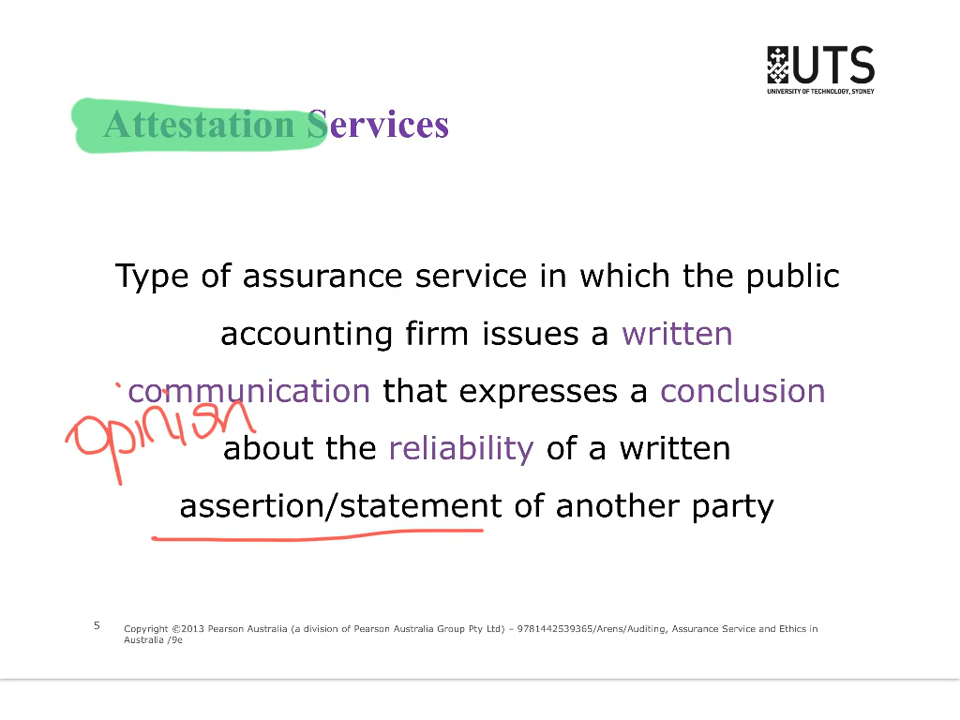 UTS
UNIVERSITY OF TECHNOLOGY, SYDNEY
Attestation Services
Type of assurance service in which the public
accounting firm issues a written
communication that expresses a conclusion
opinion
about the reliability of a written
assertion/statement of another party
5
Copyright ©2013 Pearson Australia (a division of Pearson Australia Group Pty Ltd) – 9781442539365/Arens/Auditing, Assurance Service and Ethics in
Australia /9e